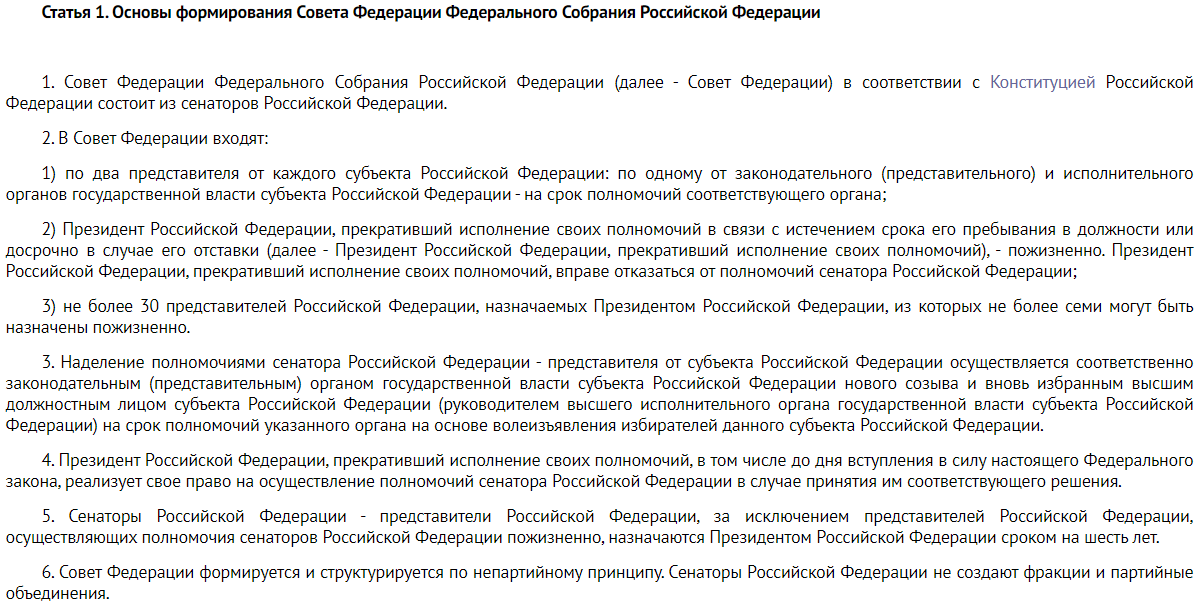 Статья 1. Основы формирования Совета Федерации Федерального Собрания Российской Федерации
1. Совет Федерации Федерального Собрания Российской Федерации (далее - Совет Федерации) в соответствии с Конституцией Российской
Федерации состоит из сенаторов Российской Федерации.
2. В Совет Федерации входят:
1) по два представителя от каждого субъекта Российской Федерации: по одному от законодательного (представительного) и исполнительного
органов государственной власти субъекта Российской Федерации - на срок полномочий соответствующего органа;
2) Президент Российской Федерации, прекративший исполнение своих полномочий в связи с истечением срока его пребывания в должности или
досрочно в случае его отставки (далее - Президент Российской Федерации, прекративший исполнение своих полномочий), - пожизненно. Президент
Российской Федерации, прекративший исполнение своих полномочий, вправе отказаться от полномочий сенатора Российской Федерации;
3) не более 30 представителей Российской Федерации, назначаемых Президентом Российской Федерации, из которых не более семи могут быть
назначены пожизненно.
3. Наделение полномочиями сенатора Российской Федерации - представителя от субъекта Российской Федерации осуществляется соответственно
законодательным (представительным) органом государственной власти субъекта Российской Федерации нового созыва и вновь избранным высшим
должностным лицом субъекта Российской Федерации (руководителем высшего исполнительного органа государственной власти субъекта Российской
Федерации) на срок полномочий указанного органа на основе волеизъявления избирателей данного субъекта Российской Федерации.
4. Президент Российской Федерации, прекративший исполнение своих полномочий, в том числе до дня вступления в силу настоящего Федерального
закона, реализует свое право на осуществление полномочий сенатора Российской Федерации в случае принятия им соответствующего решения.
5. Сенаторы Российской Федерации - представители Российской Федерации, за исключением представителей Российской Федерации,
осуществляющих полномочия сенаторов Российской Федерации пожизненно, назначаются Президентом Российской Федерации сроком на шесть лет.
6. Совет Федерации формируется и структурируется по непартийному принципу. Сенаторы Российской Федерации не создают фракции и партийные
объединения.